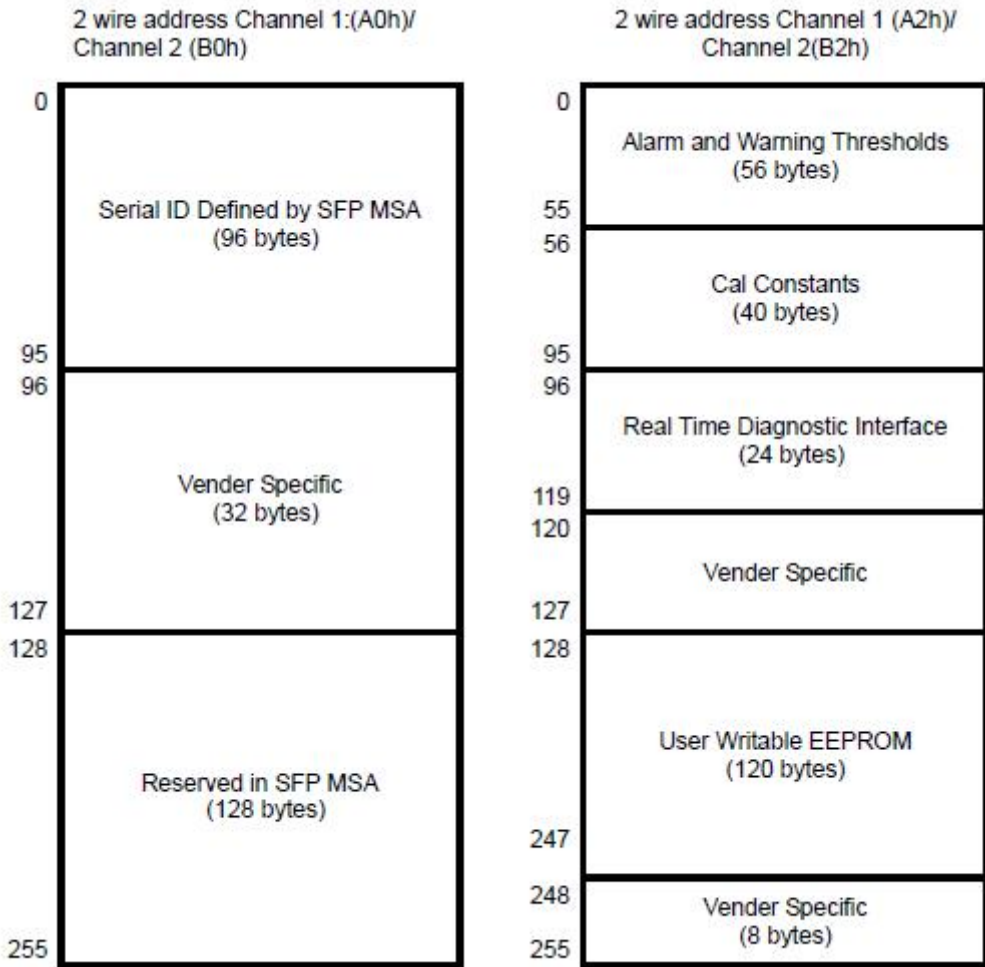 2 wire address Channel 1:(A0h)/
Channel 2 (B0h)
0
Serial ID Defined by SFP MSA
(96 bytes)
95
96
Vender Specific
(32 bytes)
127
128
Reserved in SFP MSA
(128 bytes)
255
2 wire address Channel 1 (A2h)/
Channel 2(B2h)
0
Alarm and Warning Thresholds
(56 bytes)
55
56
Cal Constants
(40 bytes)
95
96
Real Time Diagnostic Interface
(24 bytes)
119
120
Vender Specific
127
128
User Writable EEPROM
(120 bytes)
247
248
Vender Specific
(8 bytes)
255